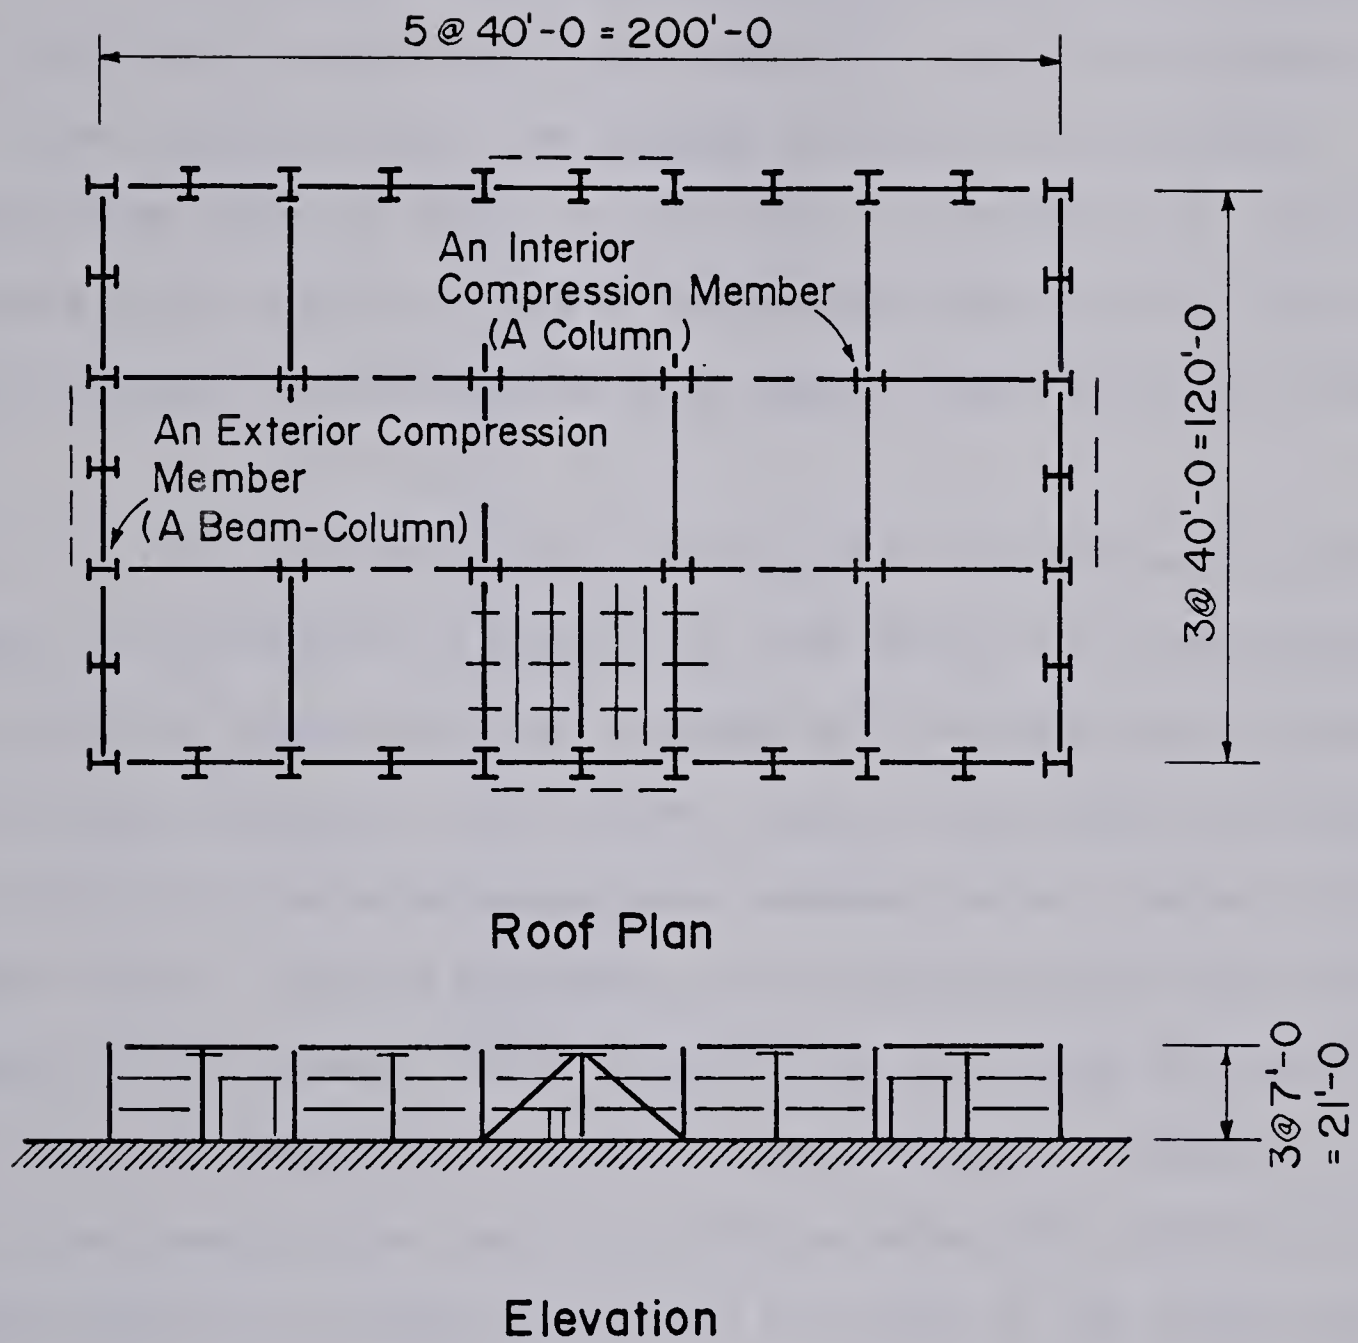 5 @ 40'-0 = 200'-0
An Interior
Compression Member
(A Column)
An Exterior Compression
Member
(A Beam-Column)
3@ 40'-0 = 120'-0
Roof Plan
3@ 7'-0
= 21'-0
Elevation